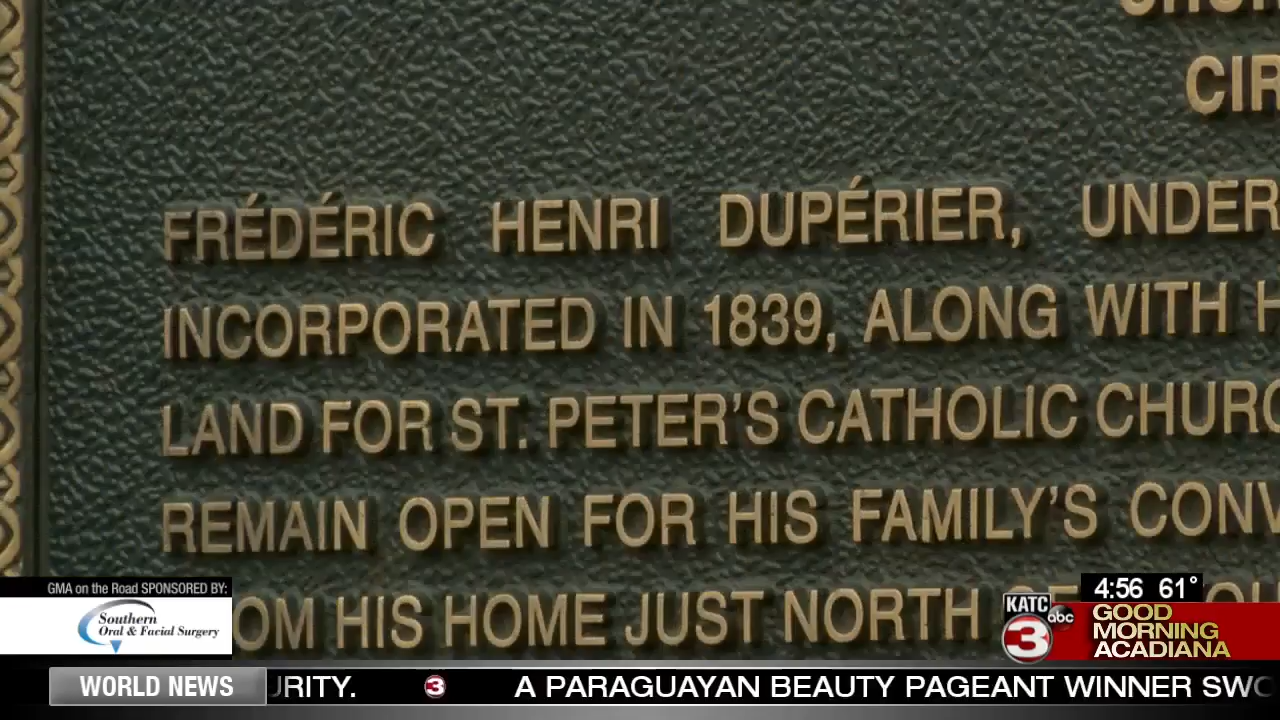 CIR
FRÉDÉRIC HENRI DUPÉRIER, UNDER
INCORPORATED IN 1839, ALONG WITH H
LAND FOR ST. PETER'S CATHOLIC CHURC
REMAIN OPEN FOR HIS FAMILY'S CONV
OM HIS HOME JUST NORTH
GMA on the Road SPONSORED BY:
Southern
Oral & Facial Surgery
KATC
3
abc
4:56 61°
GOOD
MORNING
ACADIANA
WORLD NEWS
URITY. 3 A PARAGUAYAN BEAUTY PAGEANT WINNER SWO